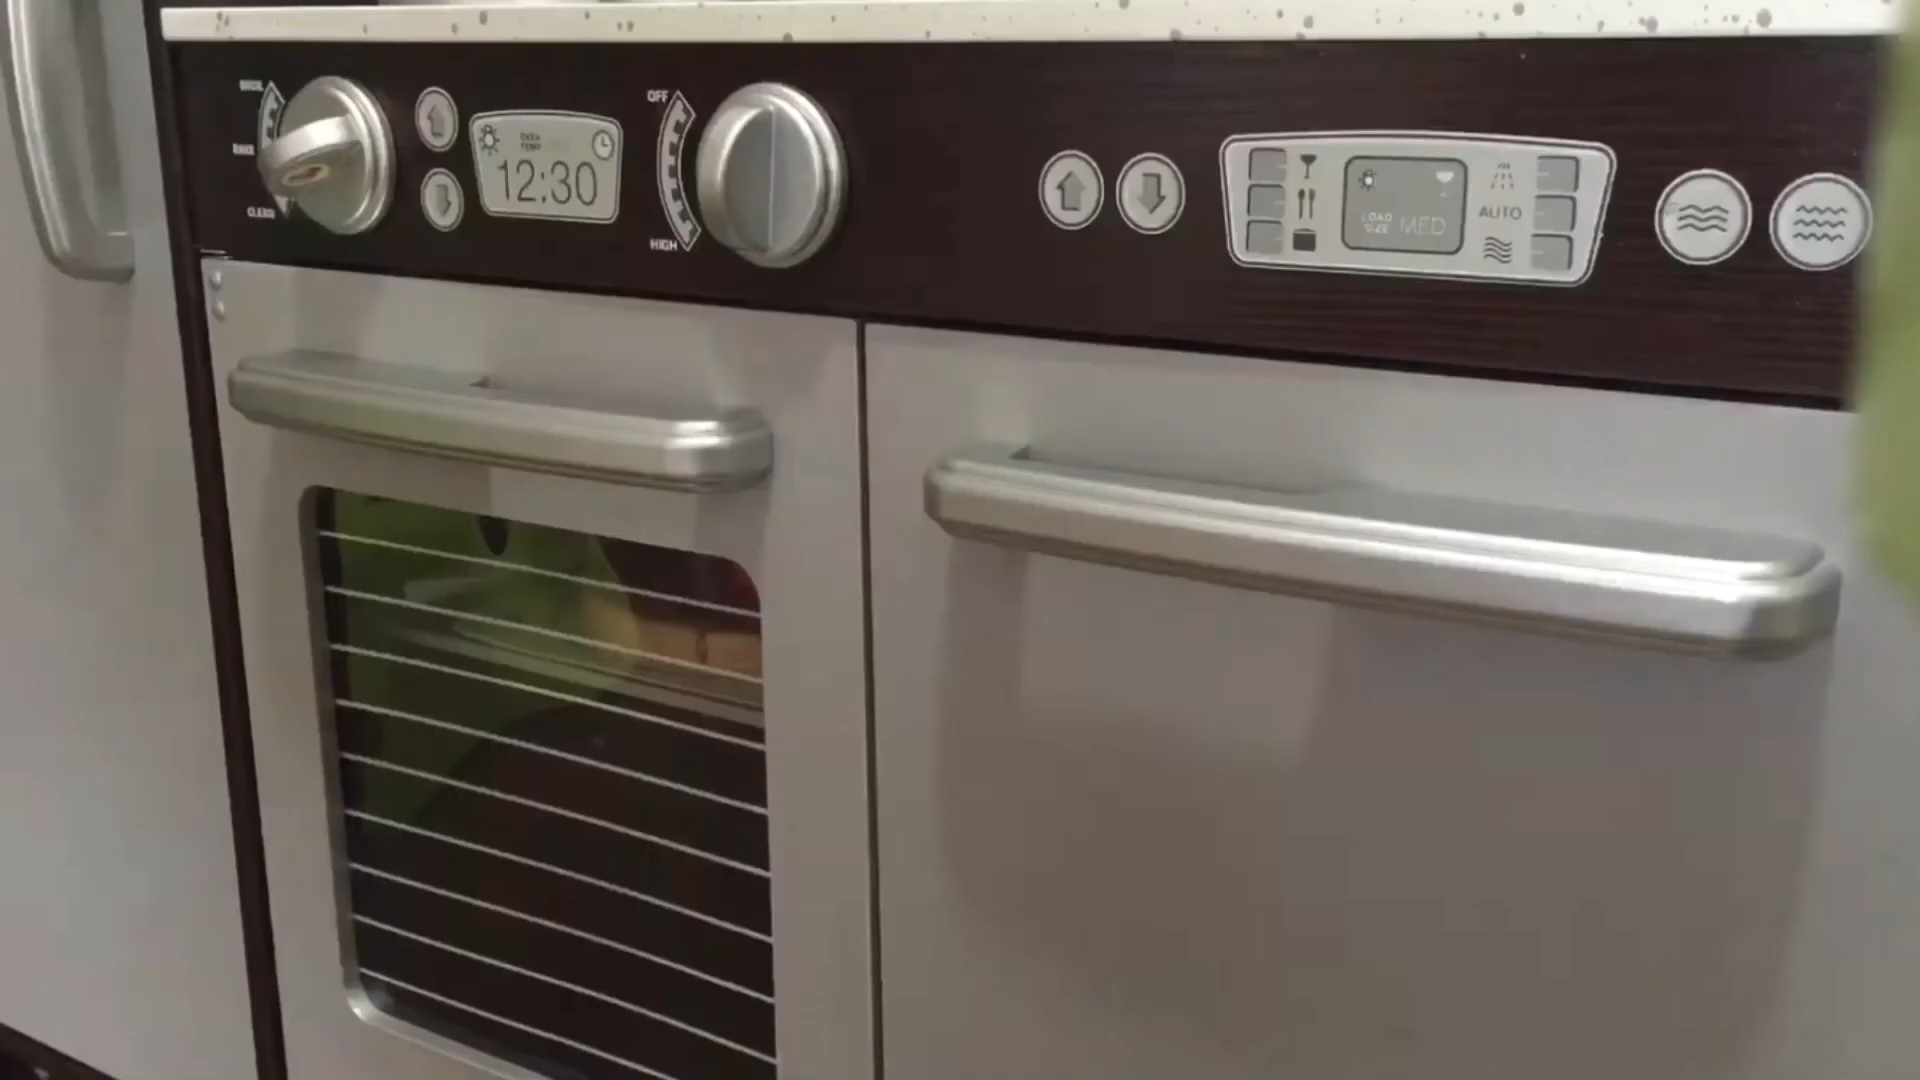 BROIL
BAKE
CLEAN
OVEN
TEMP
12:30
OFF
HIGH
LOAD
SIZE MED
AUTO